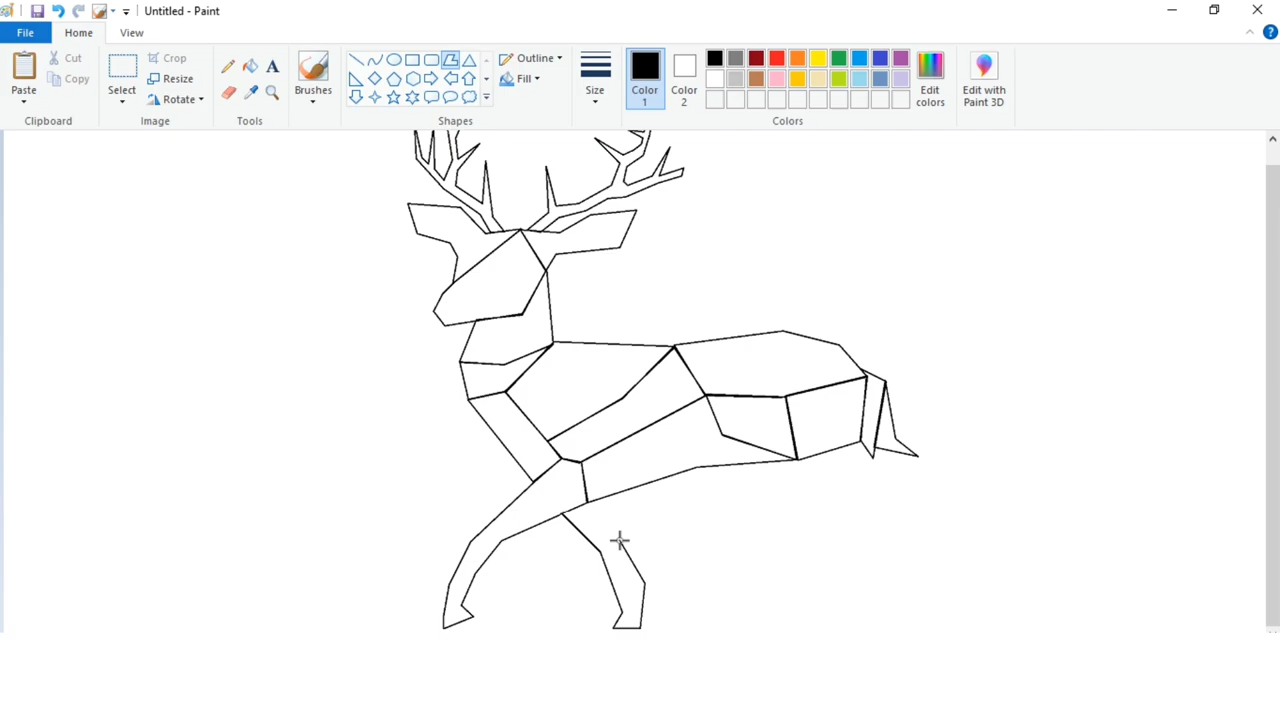 Untitled - Paint
File Home View
Paste
Cut
Copy
Clipboard
Select
Crop
Resize
Rotate
Image
A
Tools
Brushes
Outline
Fill
Shapes
Size
Color
1
Color
2
Edit
colors
Colors
Edit with
Paint 3D
?